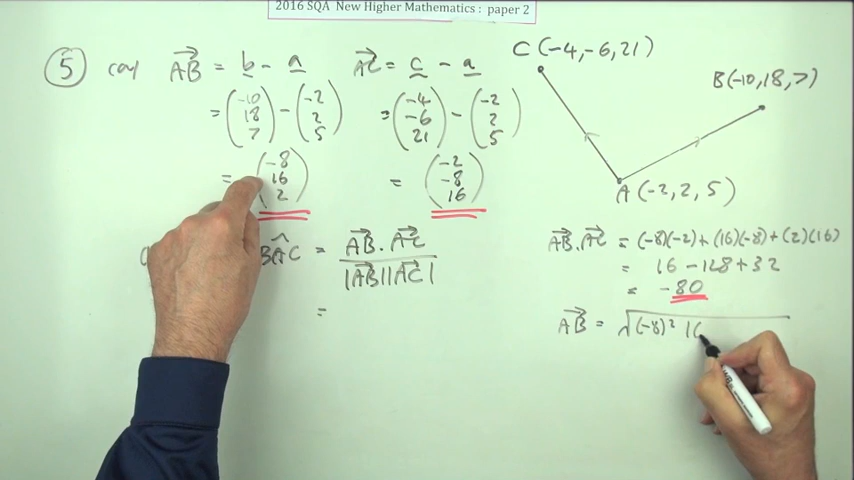 2016 SQA New Higher Mathematics : paper 2
5 (a) AB→ = b - a
= (-10 18 7) - (-2 2 5)
= (-8 16 2)
AC→ = c - a
= (-4 -6 21) - (-2 2 5)
= (-2 -8 16)
BÂC = AB→ . AC→ / |AB→||AC→|
=
C (-4, -6, 21)
B(-10, 18, 7)
A (-2, 2, 5)
AB→ . AC→ = (-8)(-2) + (16)(-8) + (2)(16)
= 16 - 128 + 32
= -80
AB→ = √(-8)² 16